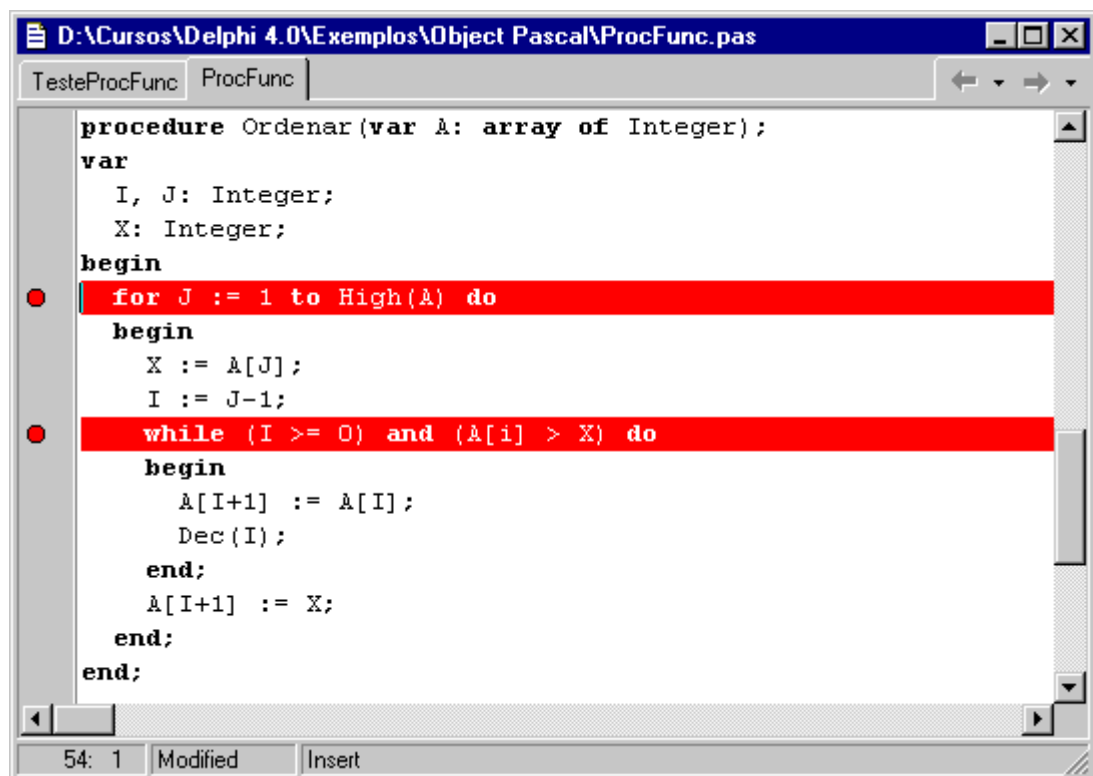 D:\Cursos\Delphi 4.0\Exemplos\Object Pascal\ProcFunc.pas
TesteProcFunc ProcFunc
procedure Ordenar(var A: array of Integer);
var
  I, J: Integer;
  X: Integer;
begin
  for J := 1 to High(A) do
  begin
    X := A[J];
    I := J-1;
    while (I >= 0) and (A[i] > X) do
    begin
      A[I+1] := A[I];
      Dec(I);
    end;
    A[I+1] := X;
  end;
end;
54: 1 Modified Insert